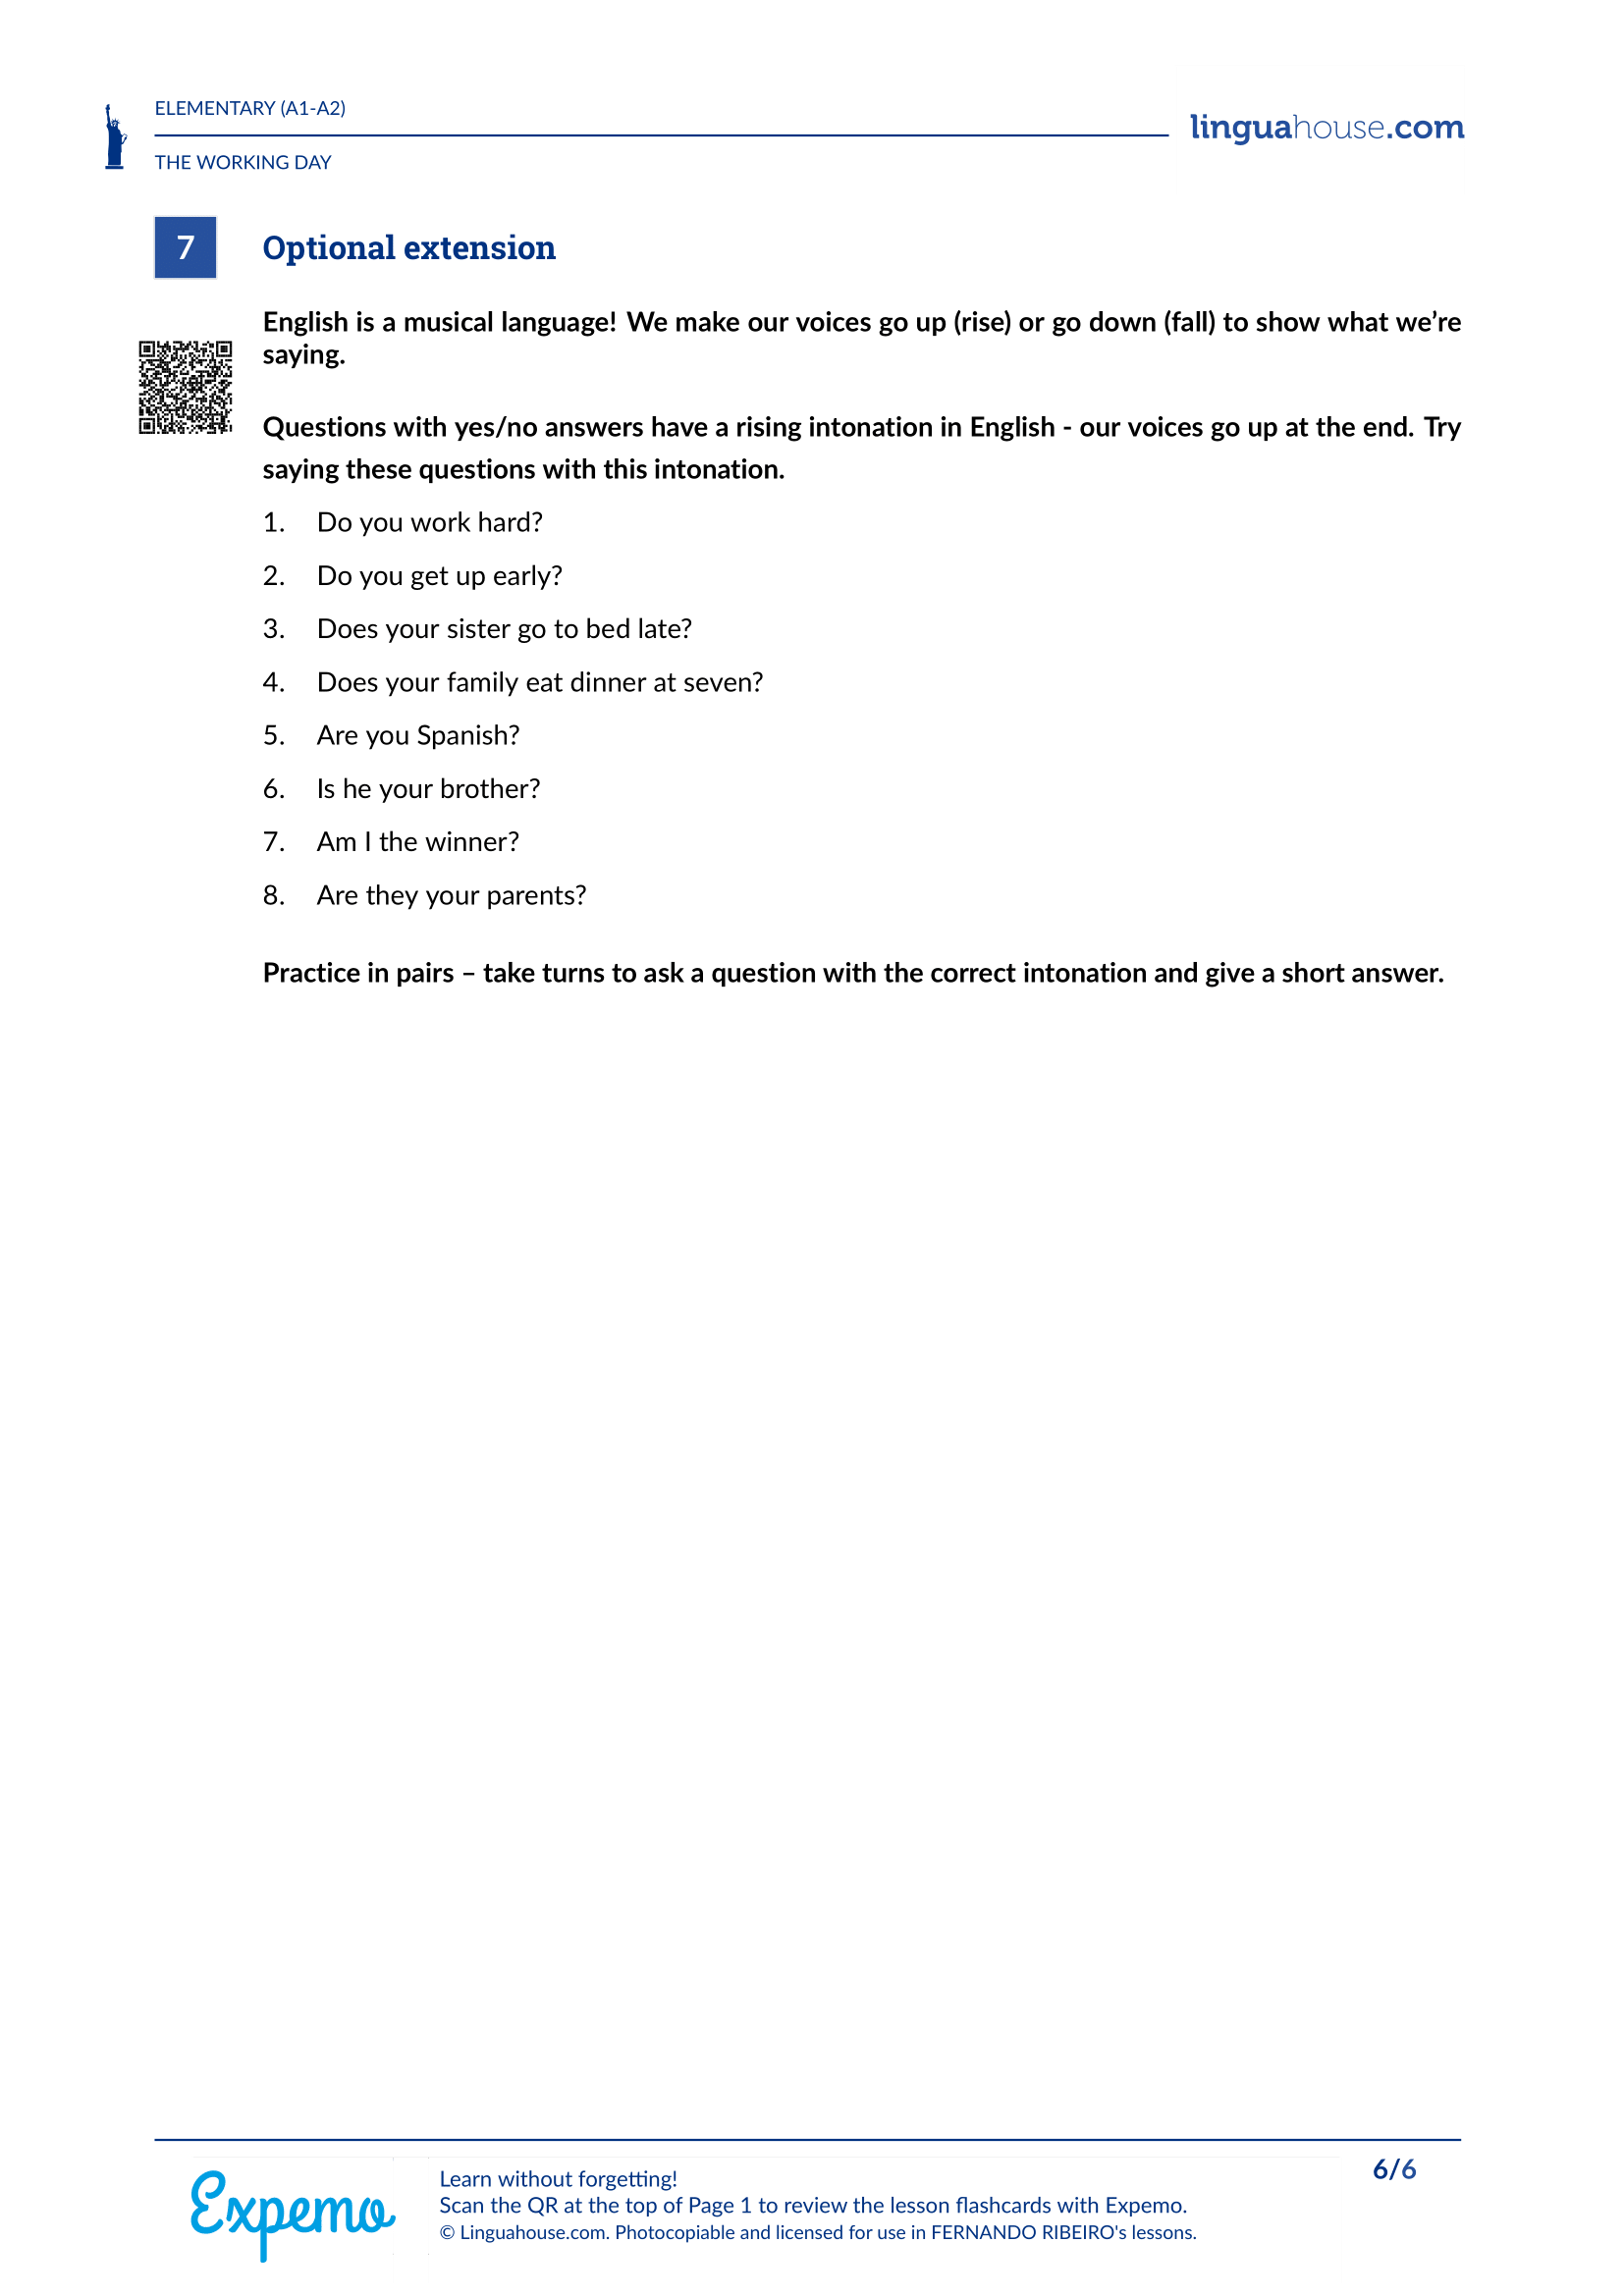 ELEMENTARY (A1-A2)
linguahouse.com
THE WORKING DAY
7 Optional extension
English is a musical language! We make our voices go up (rise) or go down (fall) to show what we’re
saying.
Questions with yes/no answers have a rising intonation in English - our voices go up at the end. Try
saying these questions with this intonation.
1. Do you work hard?
2. Do you get up early?
3. Does your sister go to bed late?
4. Does your family eat dinner at seven?
5. Are you Spanish?
6. Is he your brother?
7. Am I the winner?
8. Are they your parents?
Practice in pairs – take turns to ask a question with the correct intonation and give a short answer.
6/6
Expemo
Learn without forgetting!
Scan the QR at the top of Page 1 to review the lesson flashcards with Expemo.
© Linguahouse.com. Photocopiable and licensed for use in FERNANDO RIBEIRO's lessons.